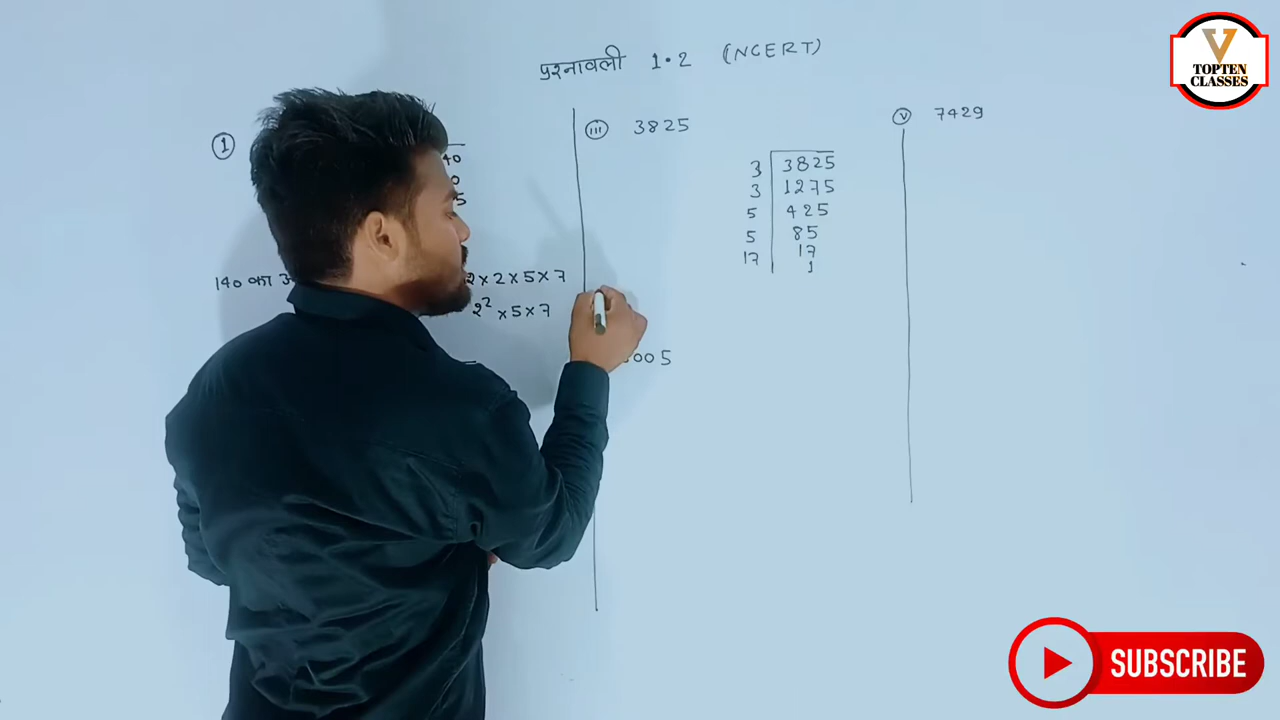 प्रश्नावली 1.2 (NCERT)
V
TOPTEN
CLASSES
①
140 का
2 × 2 × 5 × 7
2² × 5 × 7
(iii) 3825
3 | 3825
3 | 1275
5 | 425
5 | 85
17 | 17
1
005
(v) 7429
SUBSCRIBE